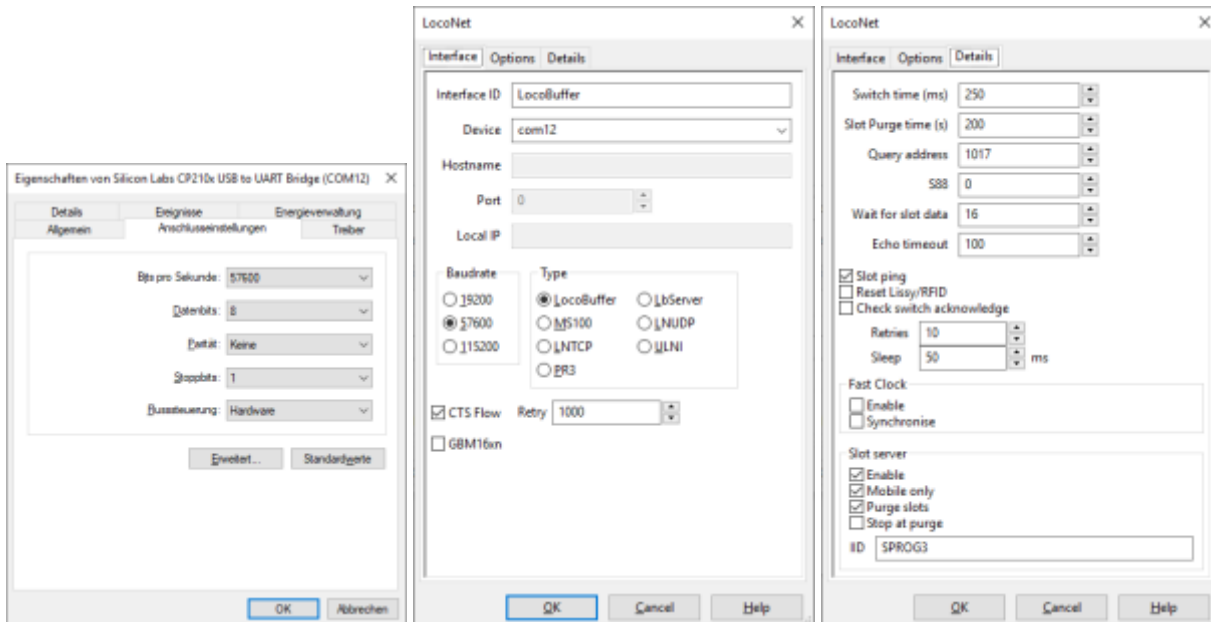 Eigenschaften von Silicon Labs CP210x USB to UART Bridge (COM12)
Details Ereignisse Energieverwaltung
Allgemein Anschlusseinstellungen Treiber
Bits pro Sekunde: 57600
Datenbits: 8
Parität: Keine
Stoppbits: 1
Flusssteuerung: Hardware
Erweitert... Standardwerte
OK Abbrechen
LocoNet
Interface Options Details
Interface ID LocoBuffer
Device com12
Hostname
Port 0
Local IP
Baudrate Type
19200 LocoBuffer LbServer
57600 MS100 LNUDP
115200 LNTCP ULNI
PR3
CTS Flow Retry 1000
GBM16xn
OK Cancel Help
LocoNet
Interface Options Details
Switch time (ms) 250
Slot Purge time (s) 200
Query address 1017
S88 0
Wait for slot data 16
Echo timeout 100
Slot ping
Reset Lissy/RFID
Check switch acknowledge
Retries 10
Sleep 50 ms
Fast Clock
Enable
Synchronise
Slot server
Enable
Mobile only
Purge slots
Stop at purge
IID SPROG3
OK Cancel Help